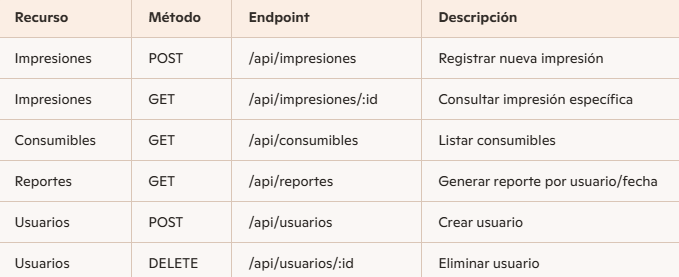 Recurso Método Endpoint Descripción
Impresiones POST /api/impresiones Registrar nueva impresión
Impresiones GET /api/impresiones/:id Consultar impresión específica
Consumibles GET /api/consumibles Listar consumibles
Reportes GET /api/reportes Generar reporte por usuario/fecha
Usuarios POST /api/usuarios Crear usuario
Usuarios DELETE /api/usuarios/:id Eliminar usuario